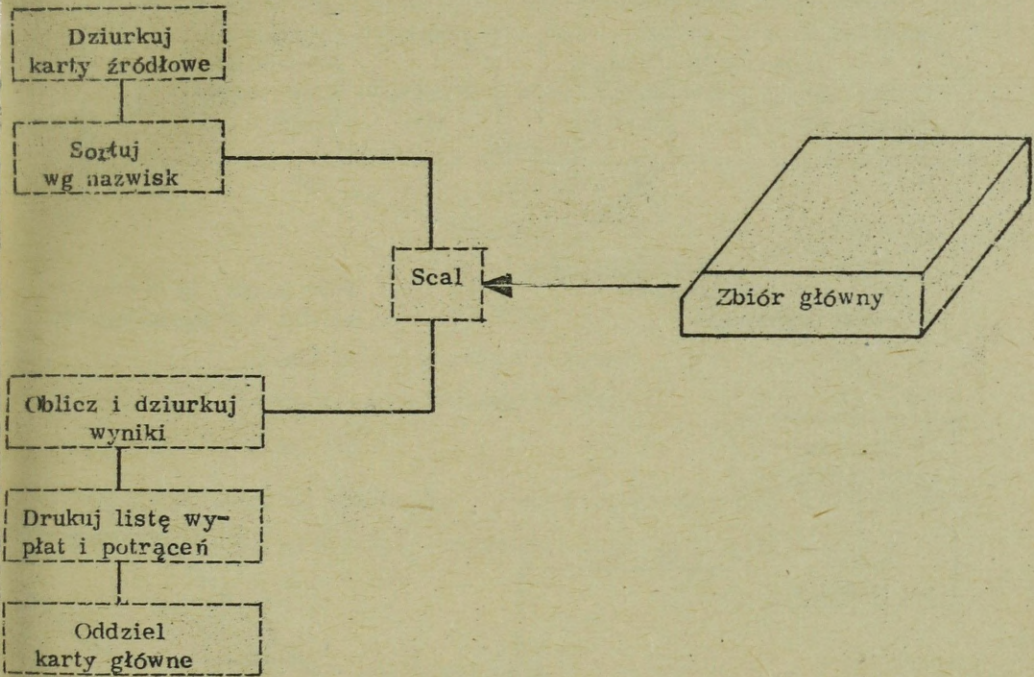 Dziurkuj
karty źródłowe
Sortuj
wg nazwisk
Scal
Zbiór główny
Oblicz i dziurkuj
wyniki
Drukuj listę wy-
płat i potrąceń
Oddziel
karty główne